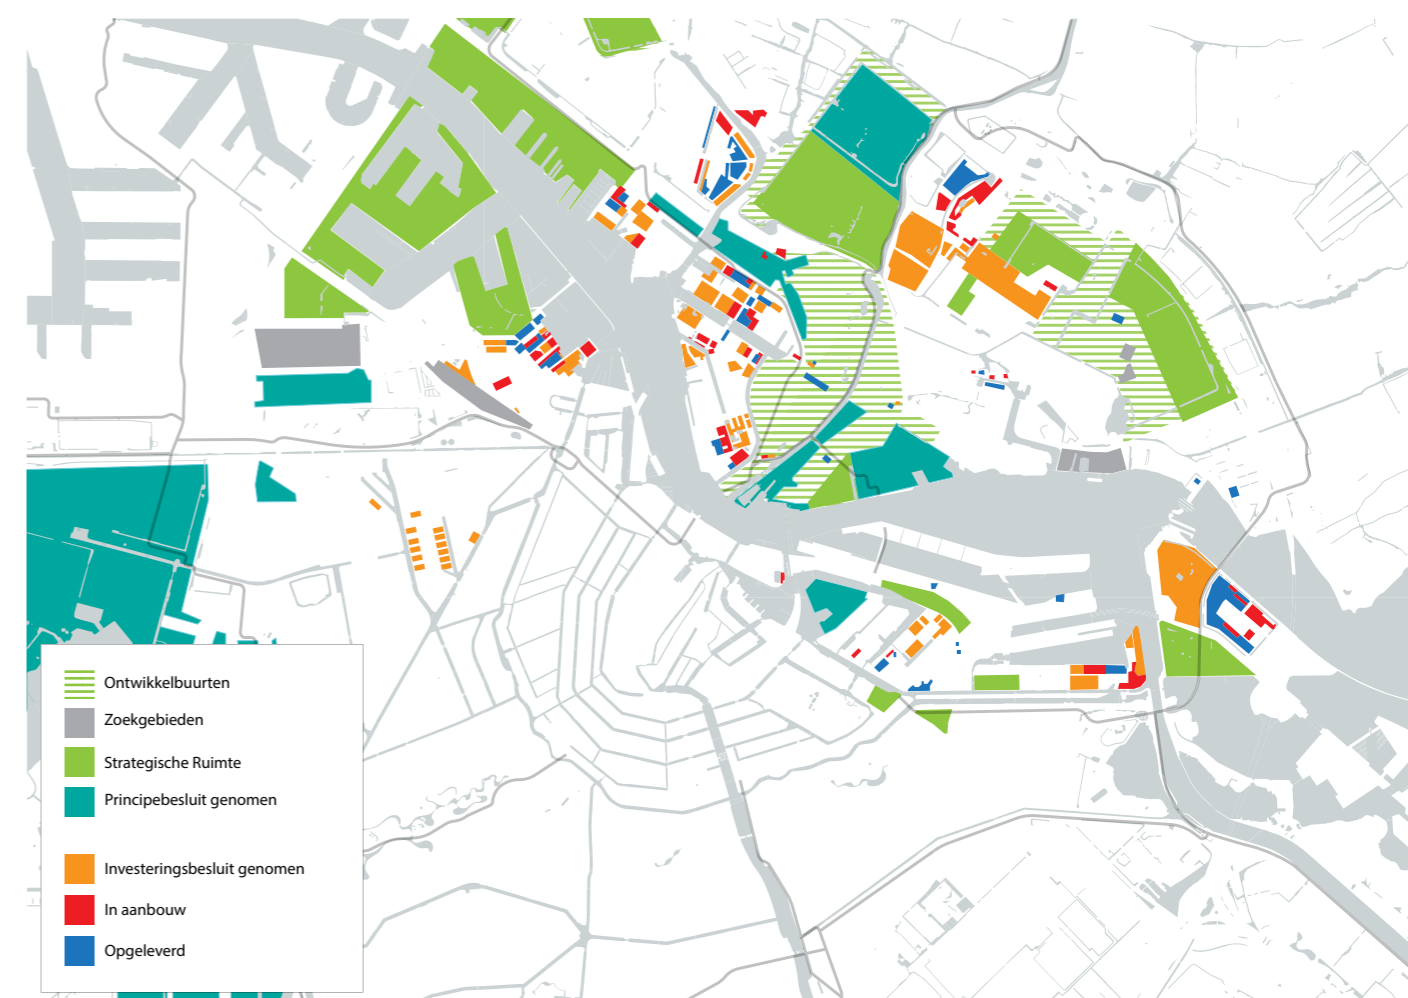 Ontwikkelbuurten
Zoekgebieden
Strategische Ruimte
Principebesluit genomen
Investeringsbesluit genomen
In aanbouw
Opgeleverd